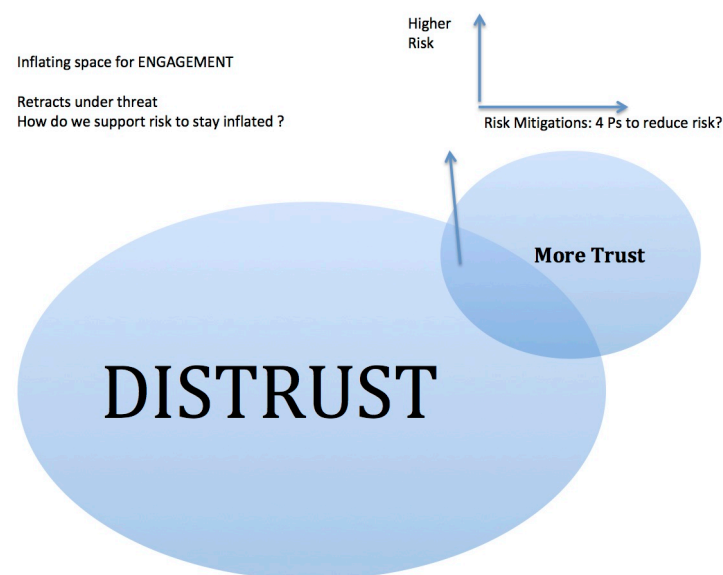 Higher
Risk
Inflating space for ENGAGEMENT
Retracts under threat
How do we support risk to stay inflated ?
Risk Mitigations: 4 Ps to reduce risk?
More Trust
DISTRUST